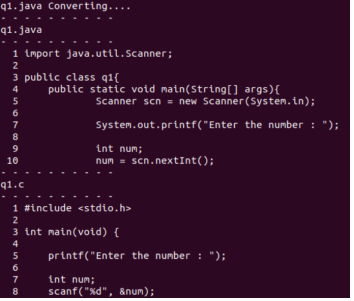 q1.java Converting....
- - - - - - - - - -
q1.java
- - - - - - - - - -
1 import java.util.Scanner;
2
3 public class q1{
4     public static void main(String[] args){
5             Scanner scn = new Scanner(System.in);
6
7             System.out.printf("Enter the number : ");
8
9             int num;
10             num = scn.nextInt();
- - - - - - - - - -
q1.c
- - - - - - - - - -
1 #include <stdio.h>
2
3 int main(void) {
4
5     printf("Enter the number : ");
6
7     int num;
8     scanf("%d", &num);